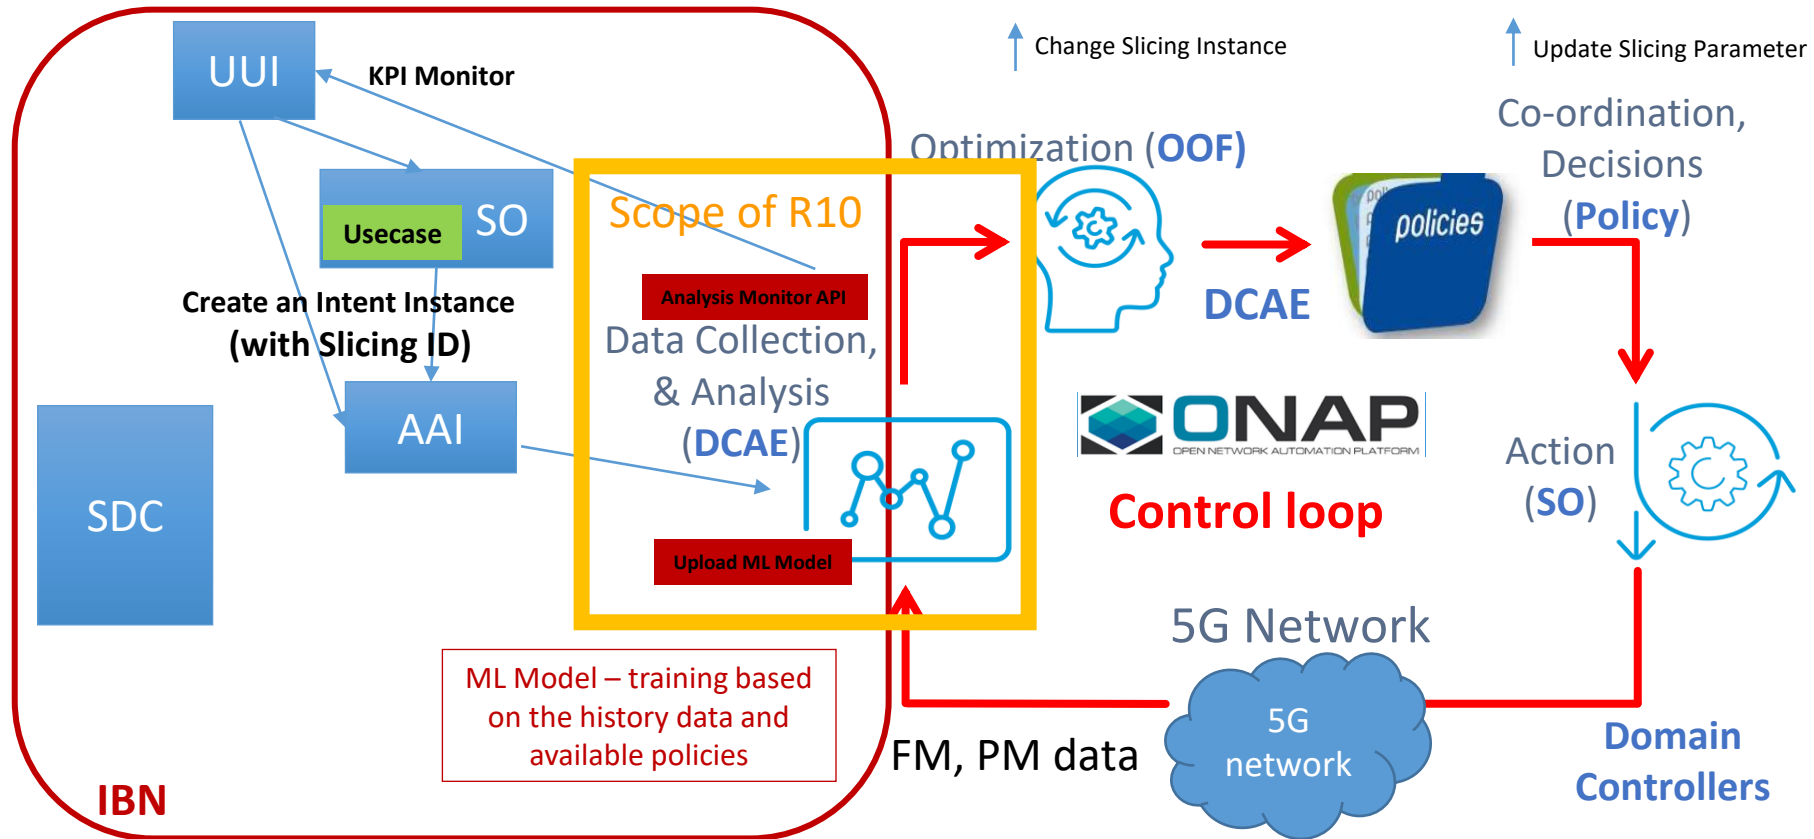 UUI
KPI Monitor
Change Slicing Instance
Update Slicing Parameter
Optimization (OOF)
Co-ordination,
Decisions
(Policy)
Usecase
SO
Scope of R10
policies
Create an Intent Instance
(with Slicing ID)
Analysis Monitor API
Data Collection,
& Analysis
(DCAE)
DCAE
AAI
SDC
ONAP
OPEN NETWORK AUTOMATION PLATFORM
Control loop
Action
(SO)
Upload ML Model
5G Network
ML Model – training based
on the history data and
available policies
5G
network
FM, PM data
Domain
Controllers
IBN